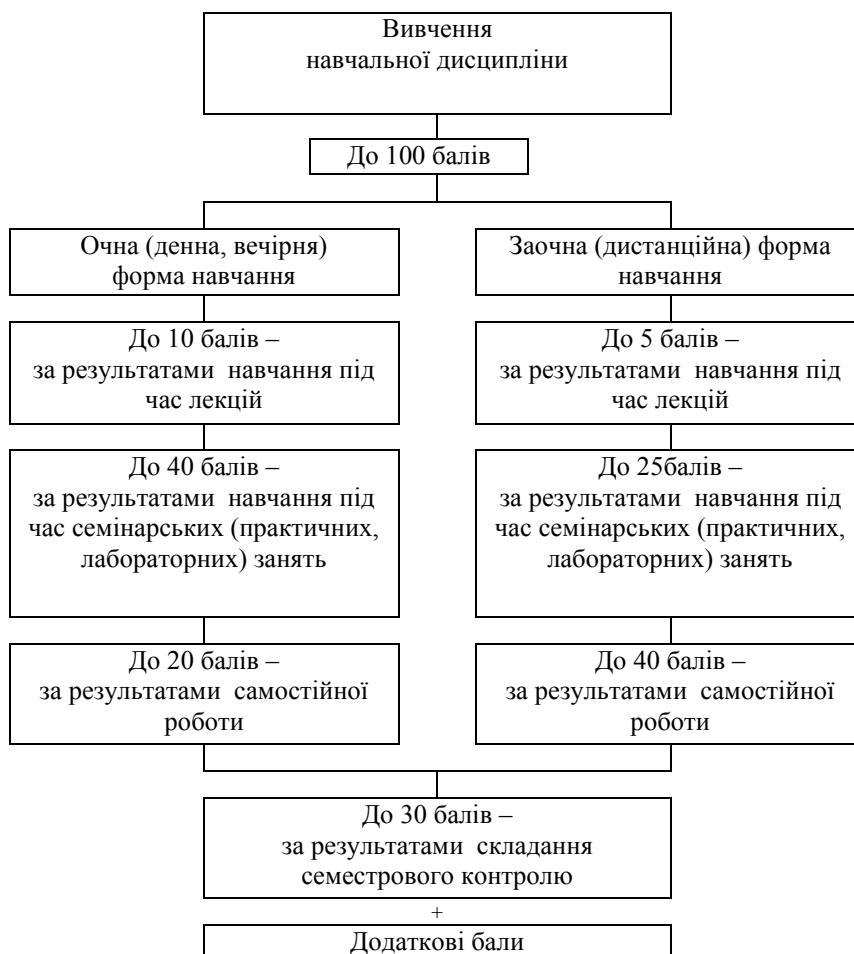 Вивчення
навчальної дисципліни
До 100 балів
Очна (денна, вечірня)
форма навчання
Заочна (дистанційна) форма
навчання
До 10 балів –
за результатами навчання під
час лекцій
До 5 балів –
за результатами навчання під
час лекцій
До 40 балів –
за результатами навчання під
час семінарських (практичних,
лабораторних) занять
До 25балів –
за результатами навчання під
час семінарських (практичних,
лабораторних) занять
До 20 балів –
за результатами самостійної
роботи
До 40 балів –
за результатами самостійної
роботи
До 30 балів –
за результатами складання
семестрового контролю
+
Додаткові бали